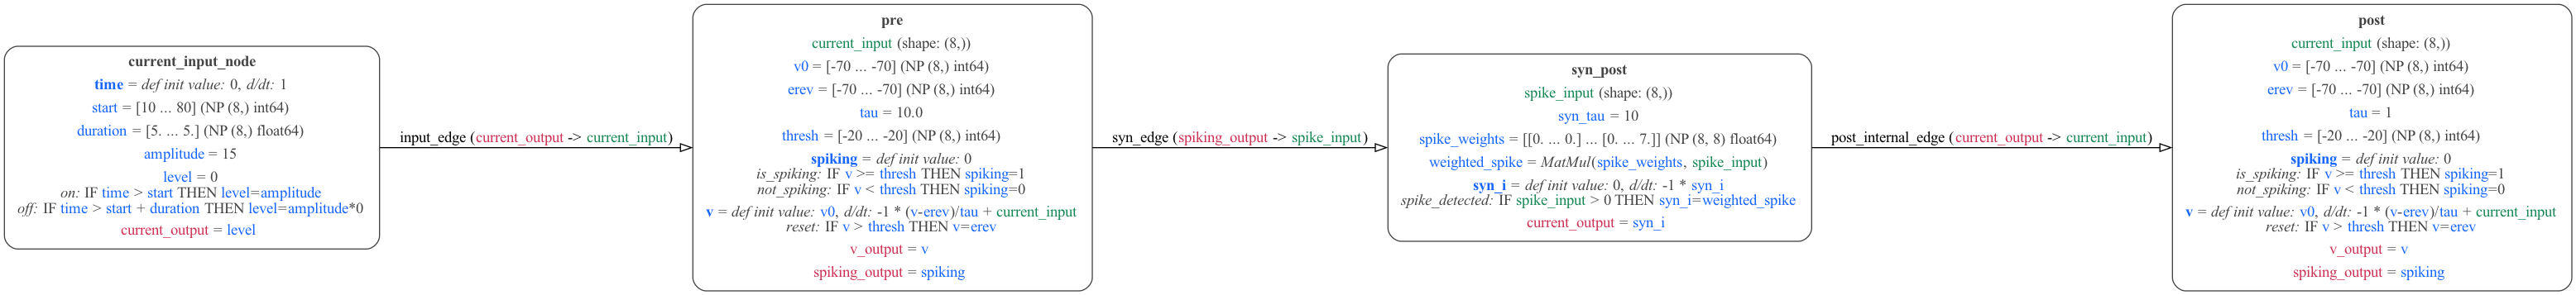 current_input_node
time = def init value: 0, d/dt: 1
start = [10 ... 80] (NP (8,) int64)
duration = [5. ... 5.] (NP (8,) float64)
amplitude = 15
level = 0
on: IF time > start THEN level=amplitude
off: IF time > start + duration THEN level=amplitude*0
current_output = level
input_edge (current_output -> current_input)
pre
current_input (shape: (8,))
v0 = [-70 ... -70] (NP (8,) int64)
erev = [-70 ... -70] (NP (8,) int64)
tau = 10.0
thresh = [-20 ... -20] (NP (8,) int64)
spiking = def init value: 0
is_spiking: IF v >= thresh THEN spiking=1
not_spiking: IF v < thresh THEN spiking=0
v = def init value: v0, d/dt: -1 * (v-erev)/tau + current_input
reset: IF v > thresh THEN v=erev
v_output = v
spiking_output = spiking
syn_edge (spiking_output -> spike_input)
syn_post
spike_input (shape: (8,))
syn_tau = 10
spike_weights = [[0. ... 0.] ... [0. ... 7.]] (NP (8, 8) float64)
weighted_spike = MatMul(spike_weights, spike_input)
syn_i = def init value: 0, d/dt: -1 * syn_i
spike_detected: IF spike_input > 0 THEN syn_i=weighted_spike
current_output = syn_i
post_internal_edge (current_output -> current_input)
post
current_input (shape: (8,))
v0 = [-70 ... -70] (NP (8,) int64)
erev = [-70 ... -70] (NP (8,) int64)
tau = 1
thresh = [-20 ... -20] (NP (8,) int64)
spiking = def init value: 0
is_spiking: IF v >= thresh THEN spiking=1
not_spiking: IF v < thresh THEN spiking=0
v = def init value: v0, d/dt: -1 * (v-erev)/tau + current_input
reset: IF v > thresh THEN v=erev
v_output = v
spiking_output = spiking